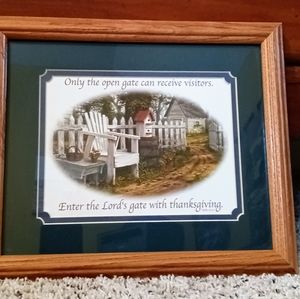 Only the open gate can receive visitors.
Enter the Lord's gate with thanksgiving.